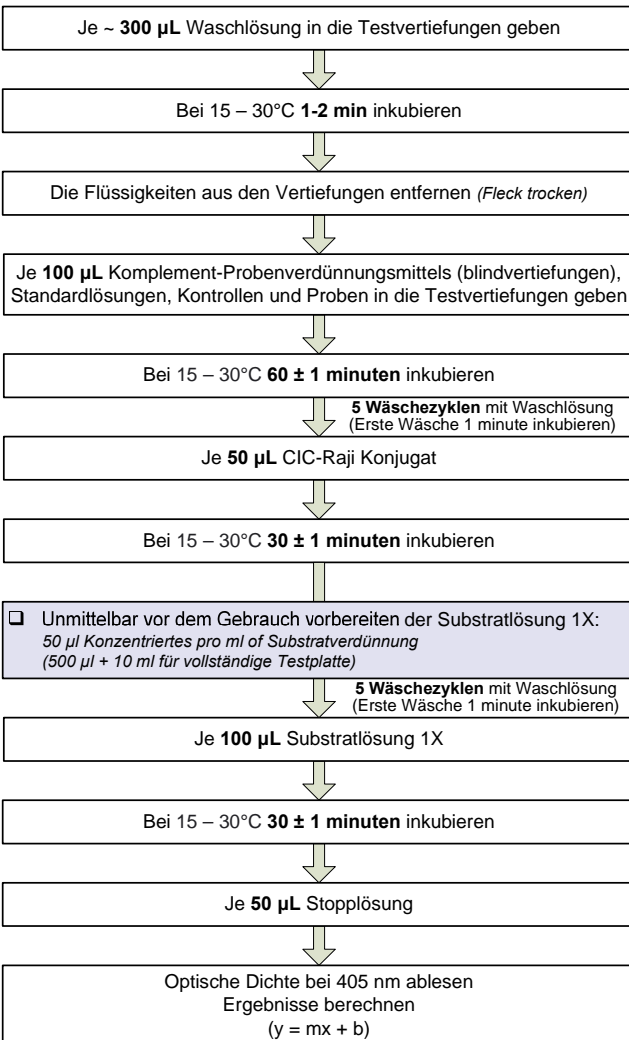 Je ~ 300 µL Waschlösung in die Testvertiefungen geben
Bei 15 – 30°C 1-2 min inkubieren
Die Flüssigkeiten aus den Vertiefungen entfernen (Fleck trocken)
Je 100 µL Komplement-Probenverdünnungsmittels (blindvertiefungen),
Standardlösungen, Kontrollen und Proben in die Testvertiefungen geben
Bei 15 – 30°C 60 ± 1 minuten inkubieren
5 Wäschezyklen mit Waschlösung
(Erste Wäsche 1 minute inkubieren)
Je 50 µL CIC-Raji Konjugat
Bei 15 – 30°C 30 ± 1 minuten inkubieren
❑ Unmittelbar vor dem Gebrauch vorbereiten der Substratlösung 1X:
50 µl Konzentriertes pro ml of Substratverdünnung
(500 µl + 10 ml für vollständige Testplatte)
5 Wäschezyklen mit Waschlösung
(Erste Wäsche 1 minute inkubieren)
Je 100 µL Substratlösung 1X
Bei 15 – 30°C 30 ± 1 minuten inkubieren
Je 50 µL Stopplösung
Optische Dichte bei 405 nm ablesen
Ergebnisse berechnen
(y = mx + b)